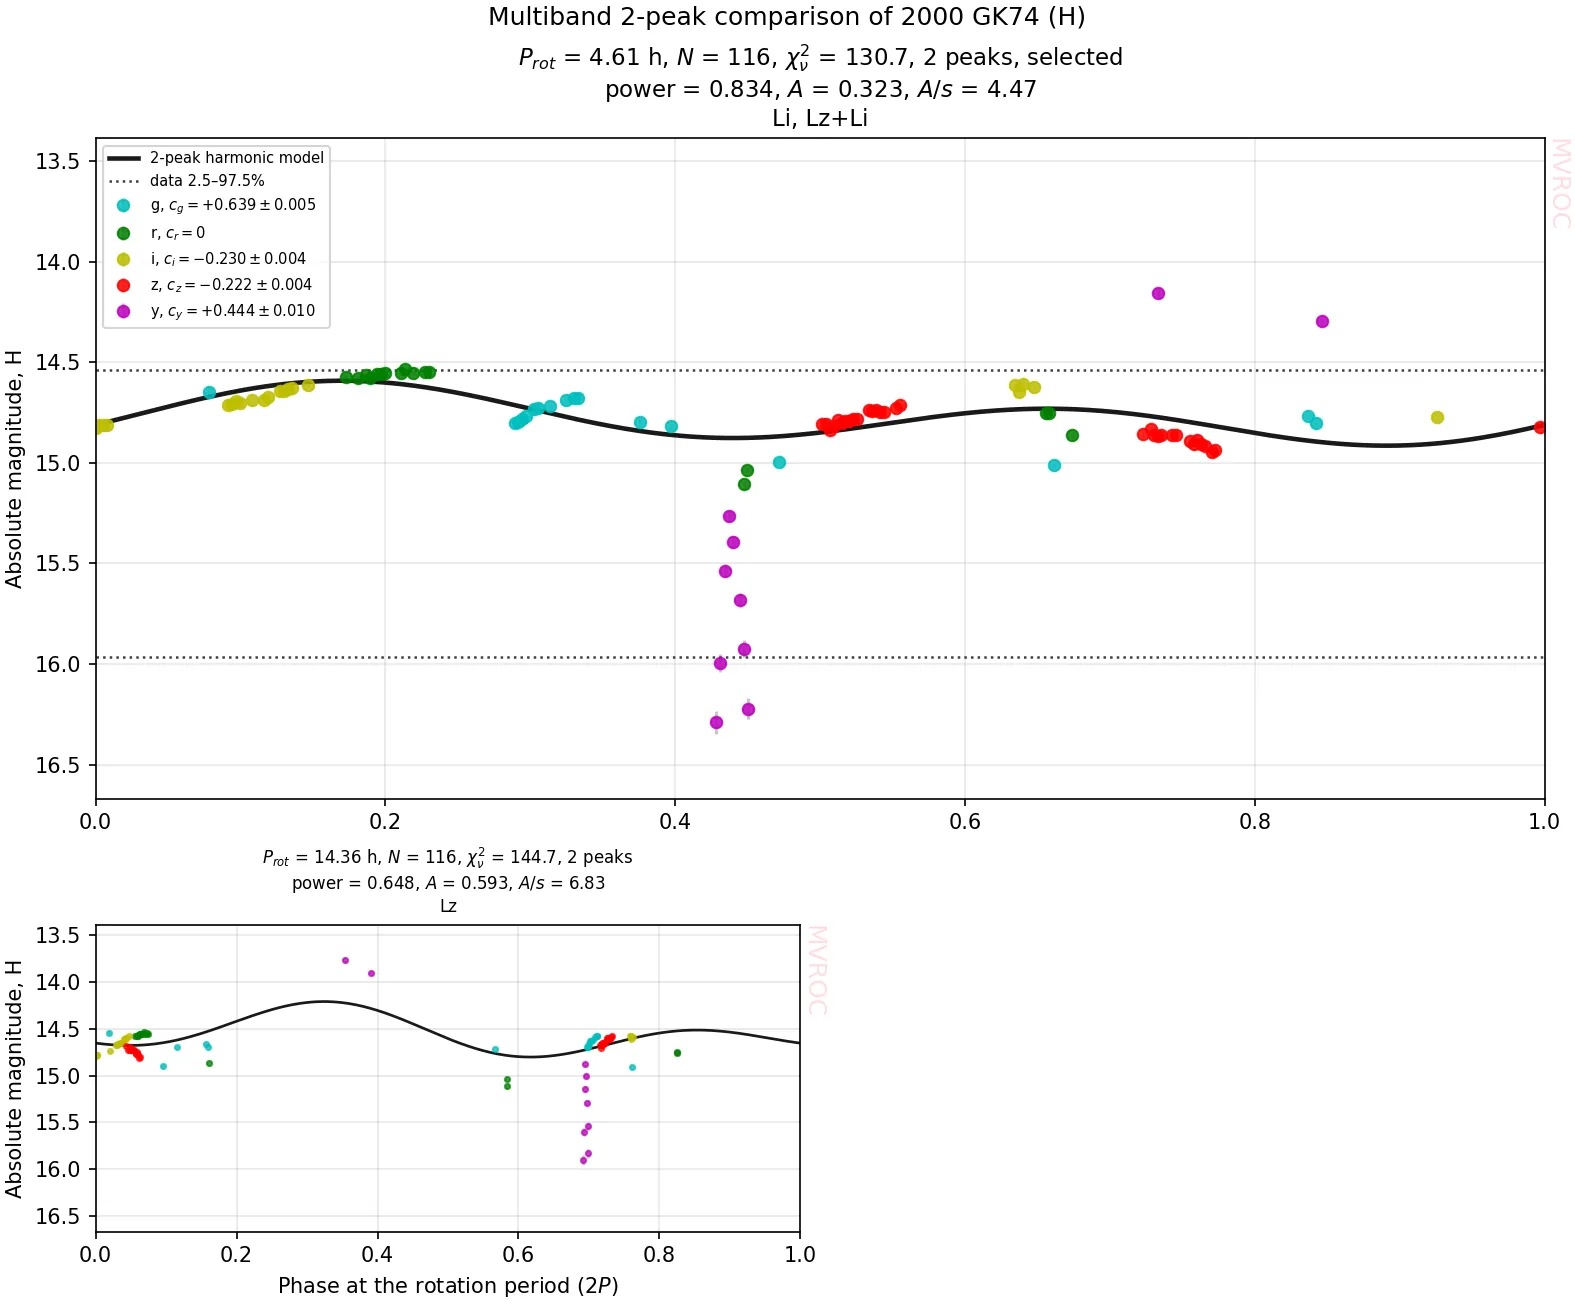 Multiband 2-peak comparison of 2000 GK74 (H)
P_rot = 4.61 h, N = 116, χ²_ν = 130.7, 2 peaks, selected
power = 0.834, A = 0.323, A/s = 4.47
Li, Lz+Li
2-peak harmonic model
data 2.5–97.5%
g, c_g = +0.639 ± 0.005
r, c_r = 0
i, c_i = −0.230 ± 0.004
z, c_z = −0.222 ± 0.004
y, c_y = +0.444 ± 0.010
MVROC
Absolute magnitude, H
13.5
14.0
14.5
15.0
15.5
16.0
16.5
0.0 0.2 0.4 0.6 0.8 1.0
P_rot = 14.36 h, N = 116, χ²_ν = 144.7, 2 peaks
power = 0.648, A = 0.593, A/s = 6.83
Lz
MVROC
Absolute magnitude, H
13.5
14.0
14.5
15.0
15.5
16.0
16.5
0.0 0.2 0.4 0.6 0.8 1.0
Phase at the rotation period (2P)